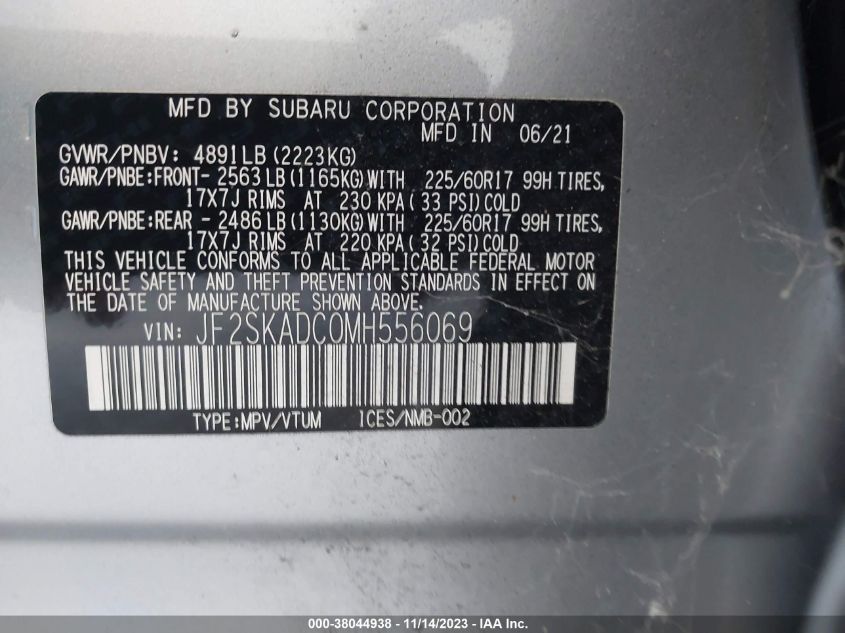 MFD BY SUBARU CORPORATION
MFD IN 06/21
GVWR/PNBV: 4891LB (2223KG)
GAWR/PNBE:FRONT- 2563 LB (1165KG) WITH 225/60R17 99H TIRES,
17X7J RIMS AT 230 KPA ( 33 PSI) COLD
GAWR/PNBE:REAR - 2486 LB (1130KG) WITH 225/60R17 99H TIRES,
17X7J RIMS AT 220 KPA ( 32 PSI) COLD
THIS VEHICLE CONFORMS TO ALL APPLICABLE FEDERAL MOTOR
VEHICLE SAFETY AND THEFT PREVENTION STANDARDS IN EFFECT ON
THE DATE OF MANUFACTURE SHOWN ABOVE.
VIN: JF2SKADC0MH556069
TYPE:MPV/VTUM ICES/NMB-002
000-38044938 - 11/14/2023 - IAA Inc.